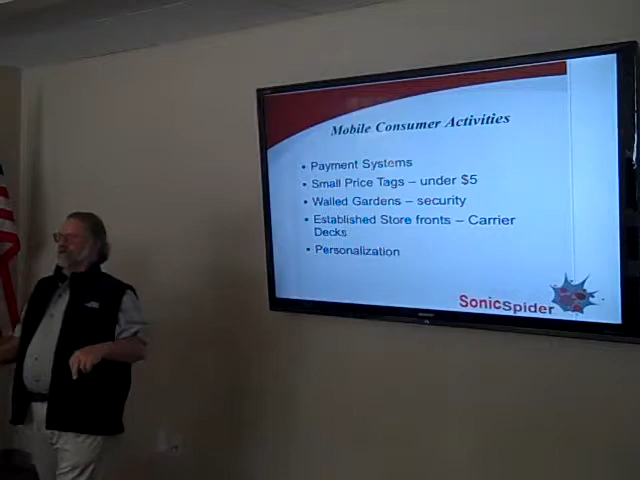 Mobile Consumer Activities
• Payment Systems
• Small Price Tags – under $5
• Walled Gardens – security
• Established Store fronts – Carrier
Decks
• Personalization
SonicSpider